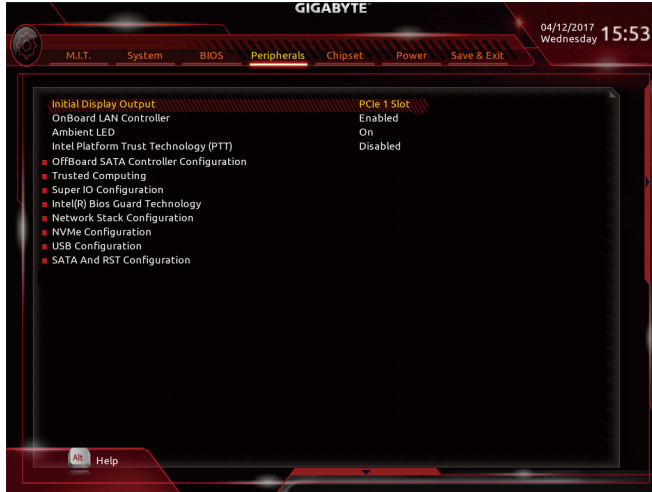 GIGABYTE
04/12/2017
Wednesday 15:53
M.I.T. System BIOS Peripherals Chipset Power Save & Exit
Initial Display Output PCIe 1 Slot
OnBoard LAN Controller Enabled
Ambient LED On
Intel Platform Trust Technology (PTT) Disabled
OffBoard SATA Controller Configuration
Trusted Computing
Super IO Configuration
Intel(R) Bios Guard Technology
Network Stack Configuration
NVMe Configuration
USB Configuration
SATA And RST Configuration
Alt Help